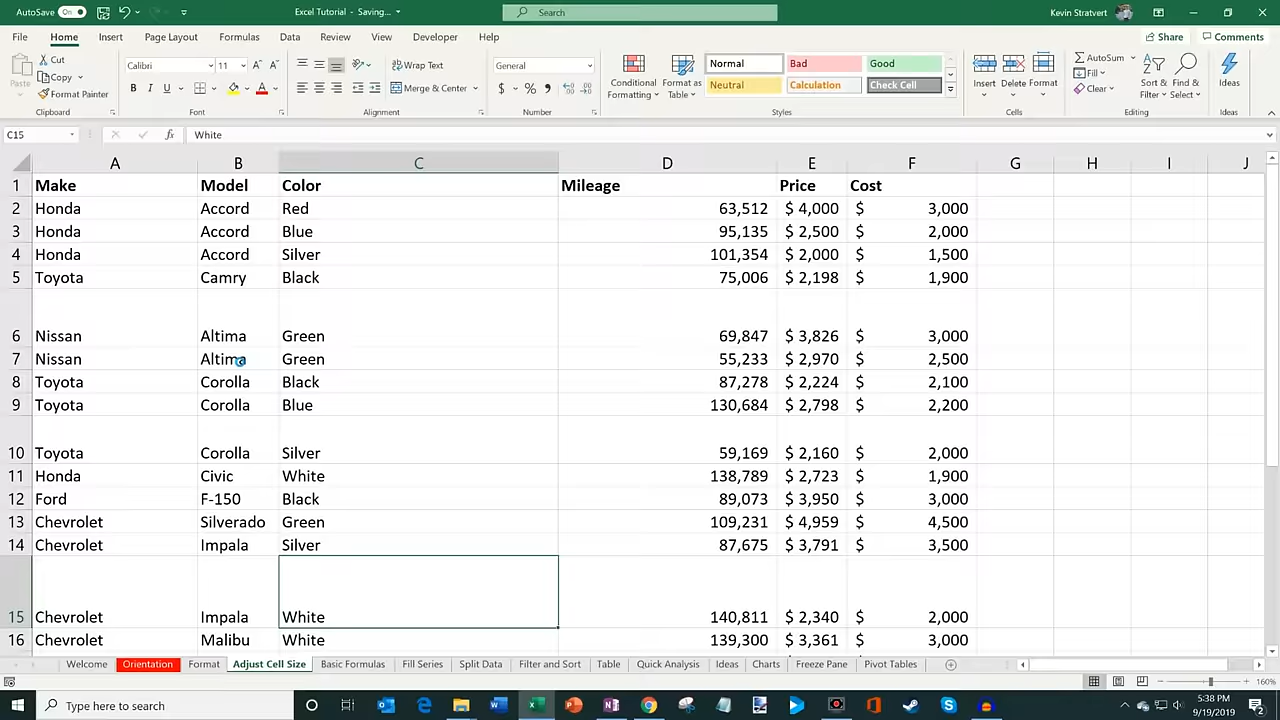 AutoSave On Excel Tutorial - Saving... Search Kevin Stratvert
File Home Insert Page Layout Formulas Data Review View Developer Help Share Comments
Paste Cut Copy Format Painter Clipboard
Calibri 11 A A B I U A Font
Wrap Text Merge & Center Alignment
General $ % , Number
Conditional Formatting Format as Table Normal Bad Good Neutral Calculation Check Cell Styles
Insert Delete Format Cells
AutoSum Fill Clear Sort & Filter Find & Select Editing
Ideas Ideas
C15 fx White
A B C D E F G H I J
1 Make Model Color Mileage Price Cost
2 Honda Accord Red 63,512 $ 4,000 $ 3,000
3 Honda Accord Blue 95,135 $ 2,500 $ 2,000
4 Honda Accord Silver 101,354 $ 2,000 $ 1,500
5 Toyota Camry Black 75,006 $ 2,198 $ 1,900
6 Nissan Altima Green 69,847 $ 3,826 $ 3,000
7 Nissan Altima Green 55,233 $ 2,970 $ 2,500
8 Toyota Corolla Black 87,278 $ 2,224 $ 2,100
9 Toyota Corolla Blue 130,684 $ 2,798 $ 2,200
10 Toyota Corolla Silver 59,169 $ 2,160 $ 2,000
11 Honda Civic White 138,789 $ 2,723 $ 1,900
12 Ford F-150 Black 89,073 $ 3,950 $ 3,000
13 Chevrolet Silverado Green 109,231 $ 4,959 $ 4,500
14 Chevrolet Impala Silver 87,675 $ 3,791 $ 3,500
15 Chevrolet Impala White 140,811 $ 2,340 $ 2,000
16 Chevrolet Malibu White 139,300 $ 3,361 $ 3,000
Welcome Orientation Format Adjust Cell Size Basic Formulas Fill Series Split Data Filter and Sort Table Quick Analysis Ideas Charts Freeze Pane Pivot Tables
160%
Type here to search 5:38 PM
9/19/2019 2